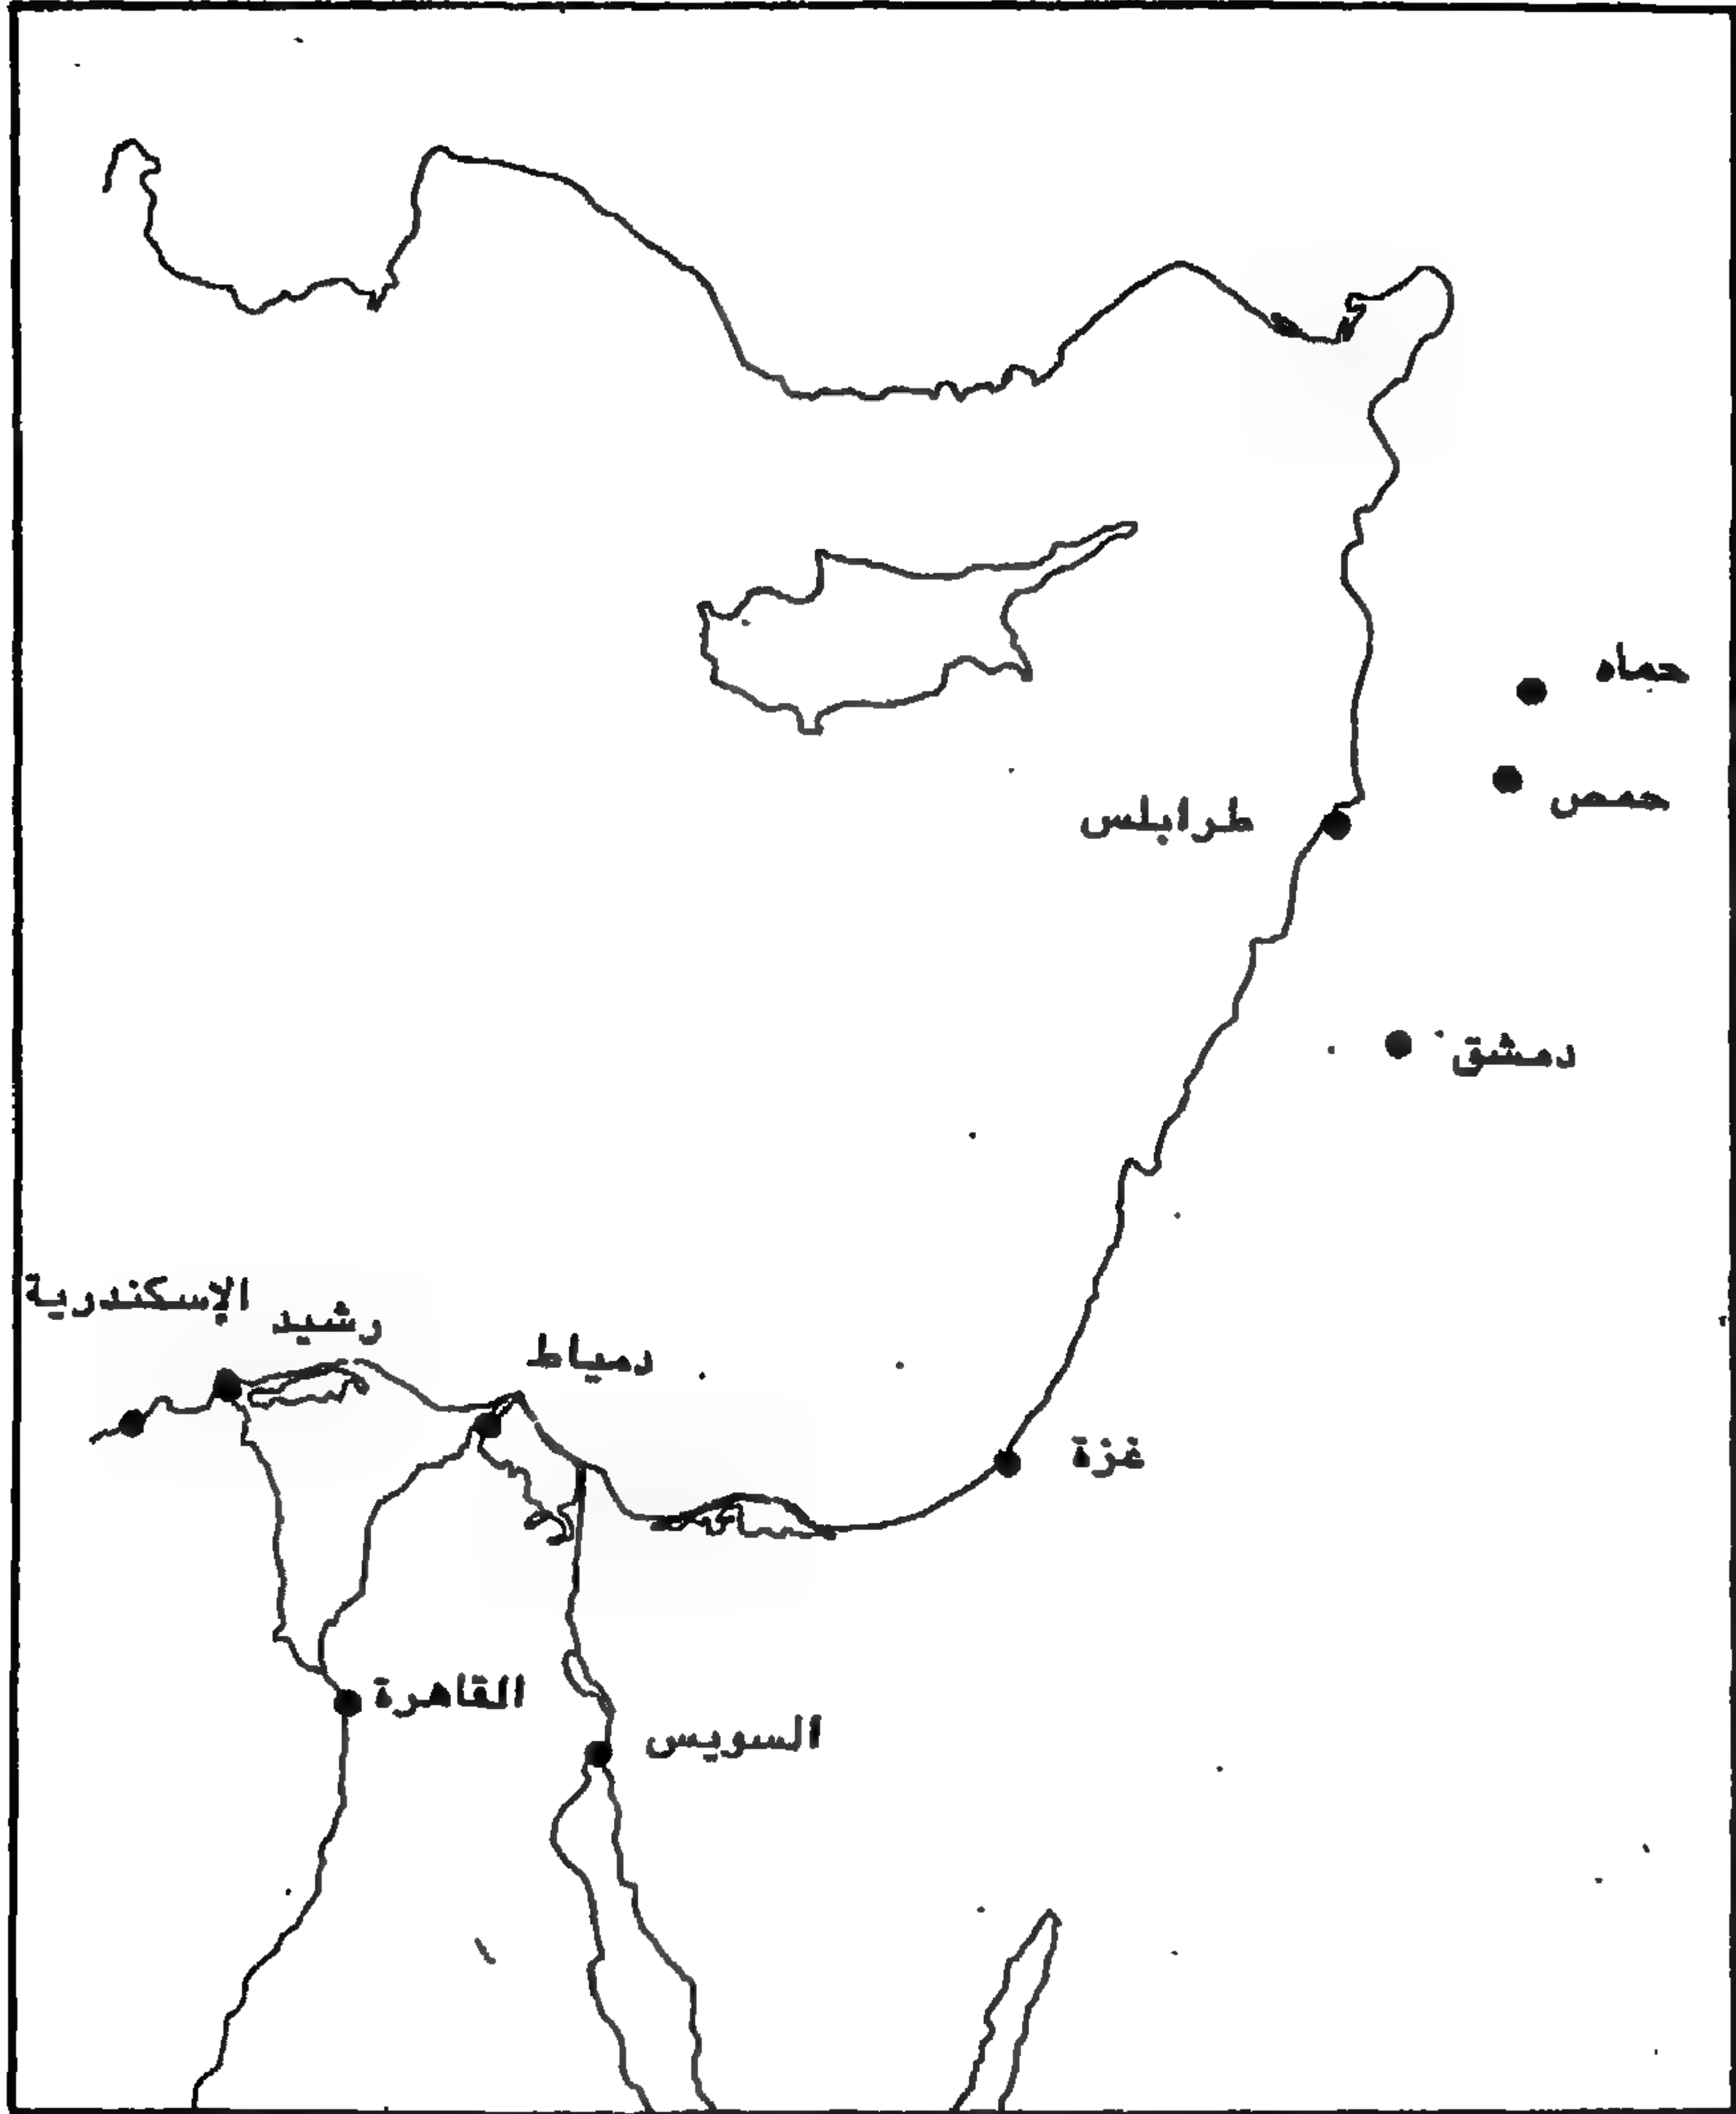 حماه
حمص
طرابلس
دمشق
الإسكندرية
رشيد
دمياط
غزة
القاهرة
السويس